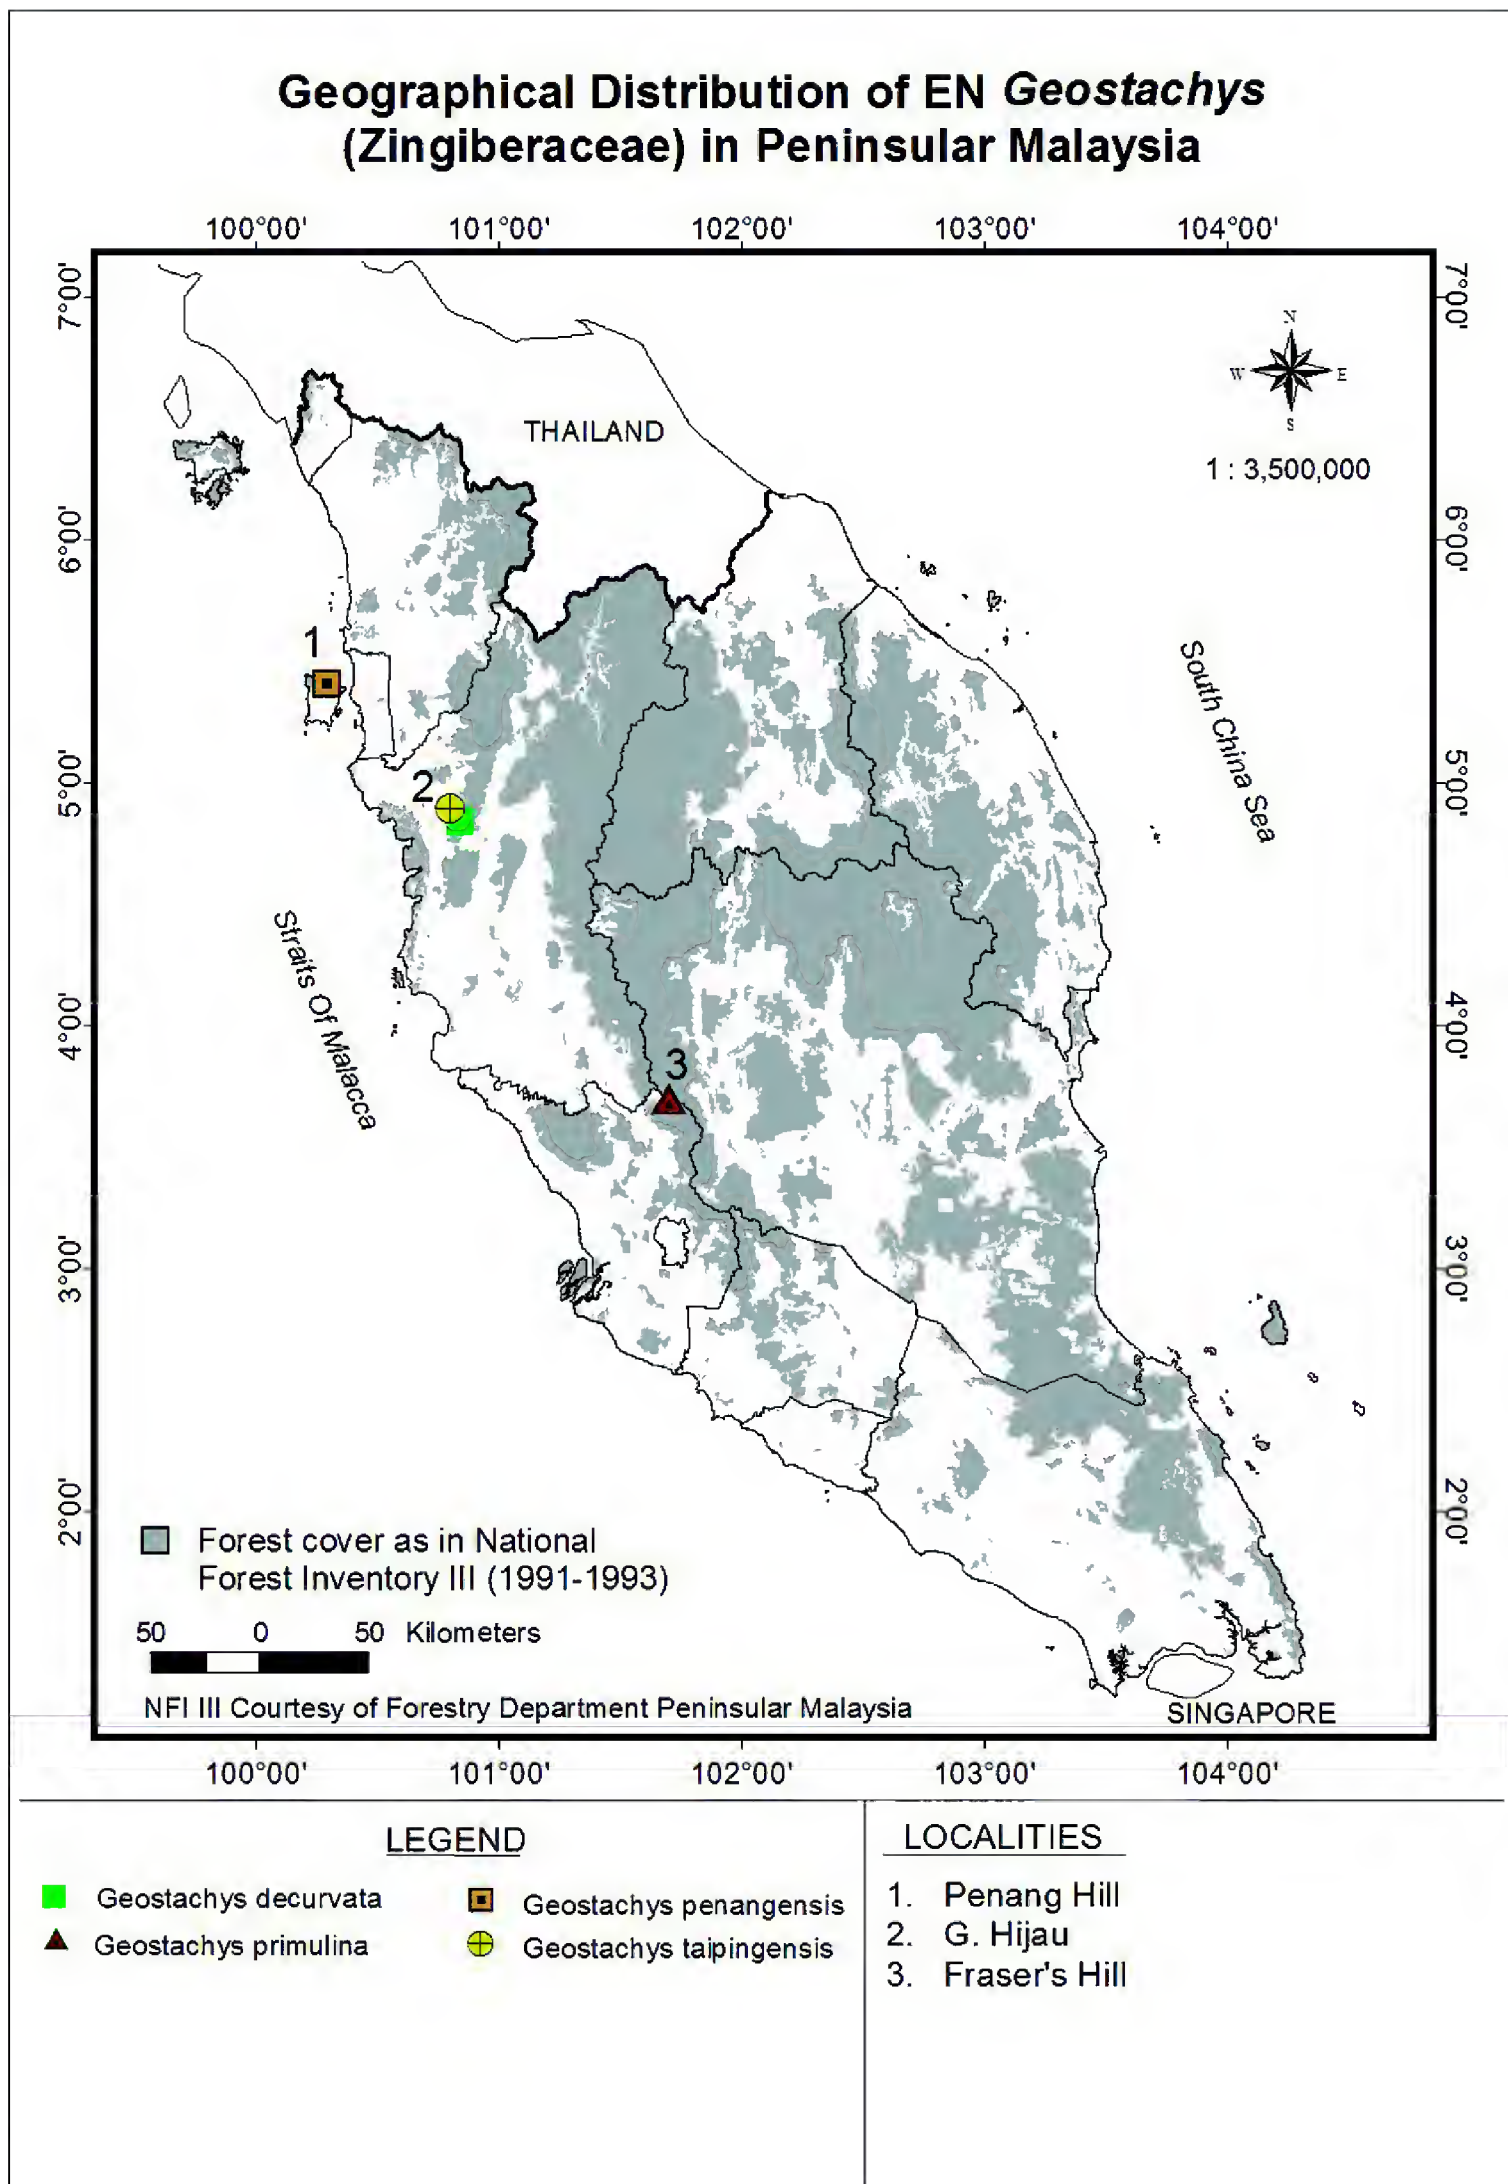 Geographical Distribution of EN Geostachys
(Zingiberaceae) in Peninsular Malaysia
100°00' 101°00' 102°00' 103°00' 104°00'
7°00' 7°00'
N
W E
S
THAILAND
1 : 3,500,000
6°00' 6°00'
1
South China Sea
5°00' 5°00'
2
Straits Of Malacca
4°00' 4°00'
3
3°00' 3°00'
2°00' 2°00'
Forest cover as in National
Forest Inventory III (1991-1993)
50 0 50 Kilometers
NFI III Courtesy of Forestry Department Peninsular Malaysia
SINGAPORE
100°00' 101°00' 102°00' 103°00' 104°00'
LEGEND
Geostachys decurvata
Geostachys primulina
Geostachys penangensis
Geostachys taipingensis
LOCALITIES
1. Penang Hill
2. G. Hijau
3. Fraser's Hill